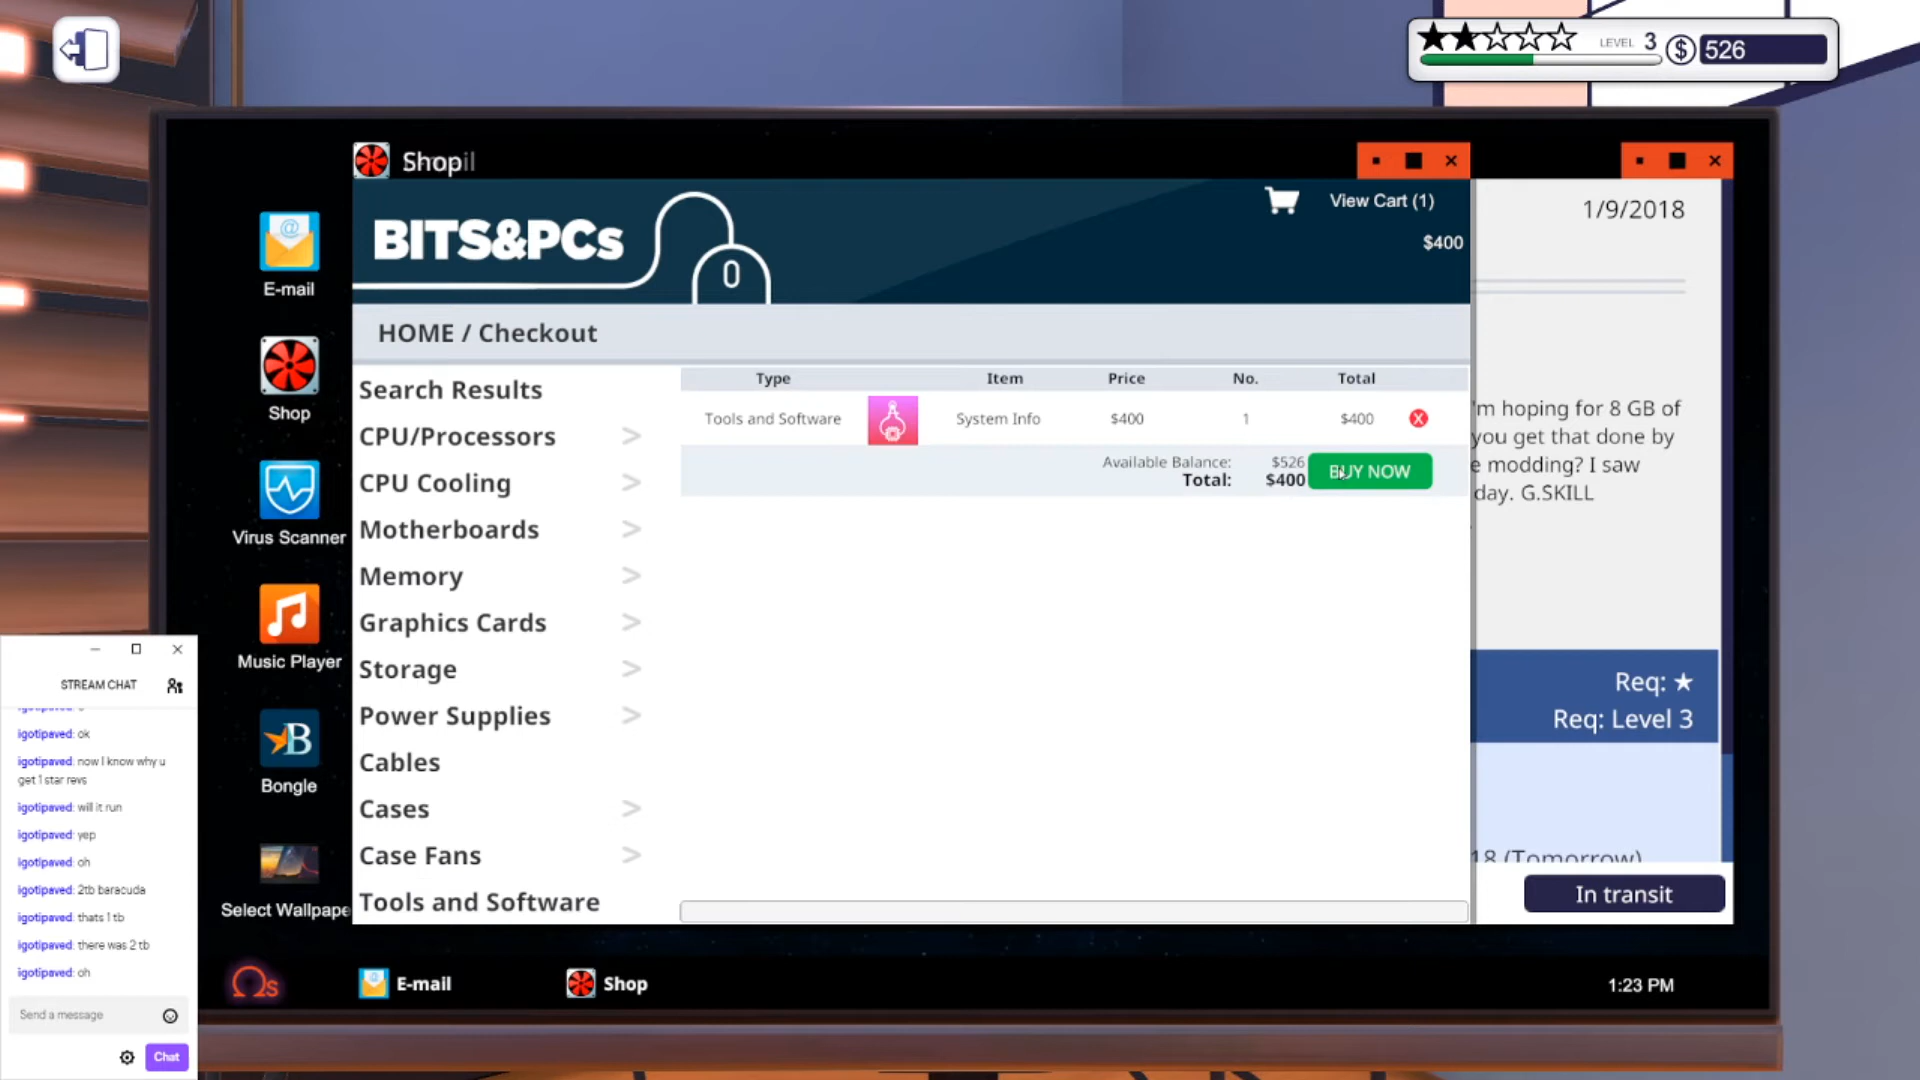 LEVEL 3 $ 526
Shop
View Cart (1)
$400
BITS&PCs
HOME / Checkout
Search Results
CPU/Processors >
CPU Cooling >
Motherboards >
Memory >
Graphics Cards >
Storage >
Power Supplies >
Cables
Cases >
Case Fans >
Tools and Software
Type Item Price No. Total
Tools and Software System Info $400 1 $400
Available Balance: $526
Total: $400
BUY NOW
1/9/2018
'm hoping for 8 GB of
you get that done by
e modding? I saw
day. G.SKILL
Req: ★
Req: Level 3
18 (Tomorrow)
In transit
E-mail
Shop
Virus Scanner
Music Player
Bongle
Select Wallpape
STREAM CHAT
igotipaved: ok
igotipaved: now I know why u
get 1 star revs
igotipaved: will it run
igotipaved: yep
igotipaved: oh
igotipaved: 2tb baracuda
igotipaved: thats 1 tb
igotipaved: there was 2 tb
igotipaved: oh
Send a message
Chat
E-mail
Shop
1:23 PM